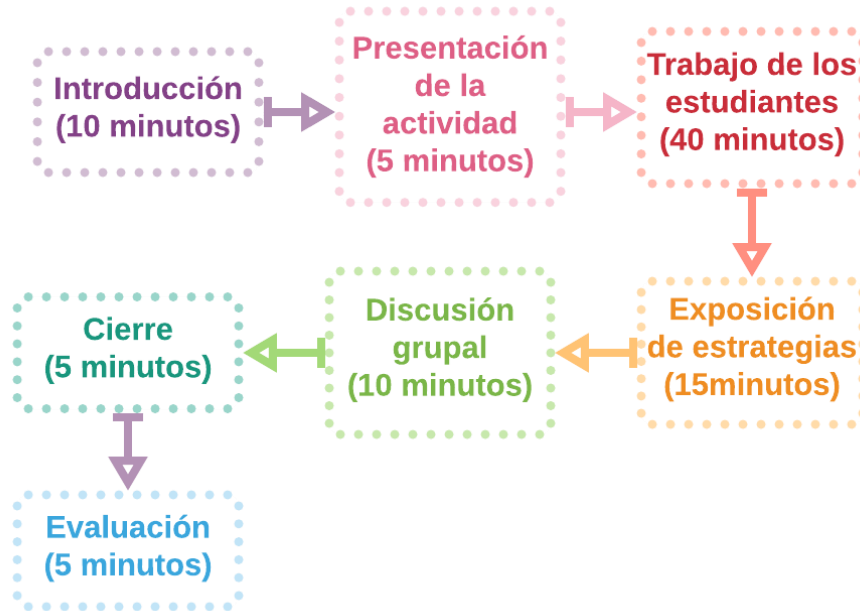 Introducción
(10 minutos)
Presentación
de la
actividad
(5 minutos)
Trabajo de los
estudiantes
(40 minutos)
Exposición
de estrategias
(15minutos)
Discusión
grupal
(10 minutos)
Cierre
(5 minutos)
Evaluación
(5 minutos)